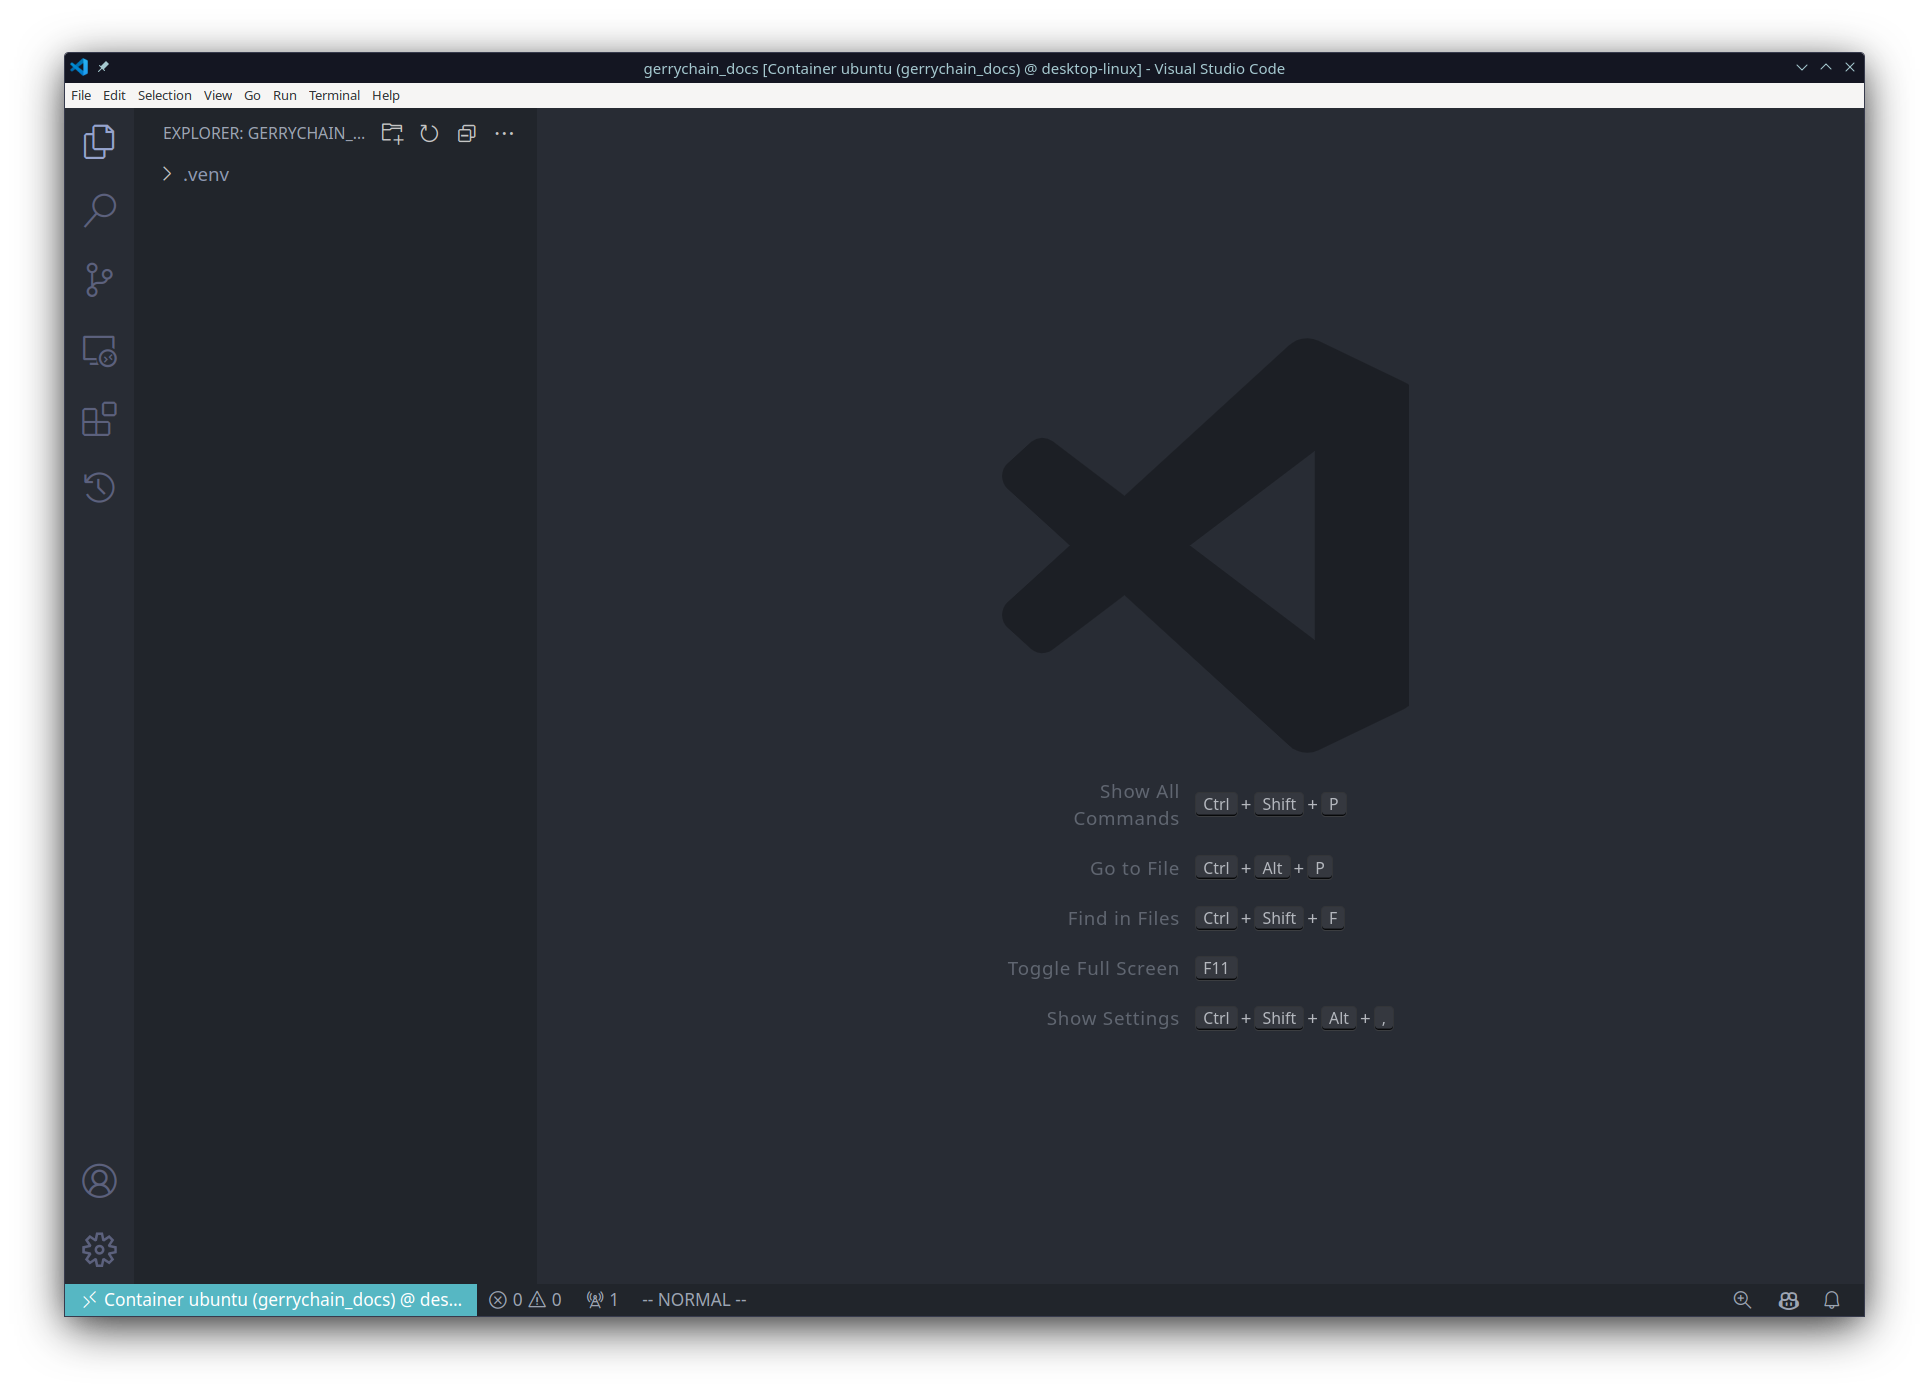 gerrychain_docs [Container ubuntu (gerrychain_docs) @ desktop-linux] - Visual Studio Code
File Edit Selection View Go Run Terminal Help
EXPLORER: GERRYCHAIN_...
.venv
Show All
Commands
Ctrl + Shift + P
Go to File Ctrl + Alt + P
Find in Files Ctrl + Shift + F
Toggle Full Screen F11
Show Settings Ctrl + Shift + Alt + ,
Container ubuntu (gerrychain_docs) @ des... 0 0 1 -- NORMAL --